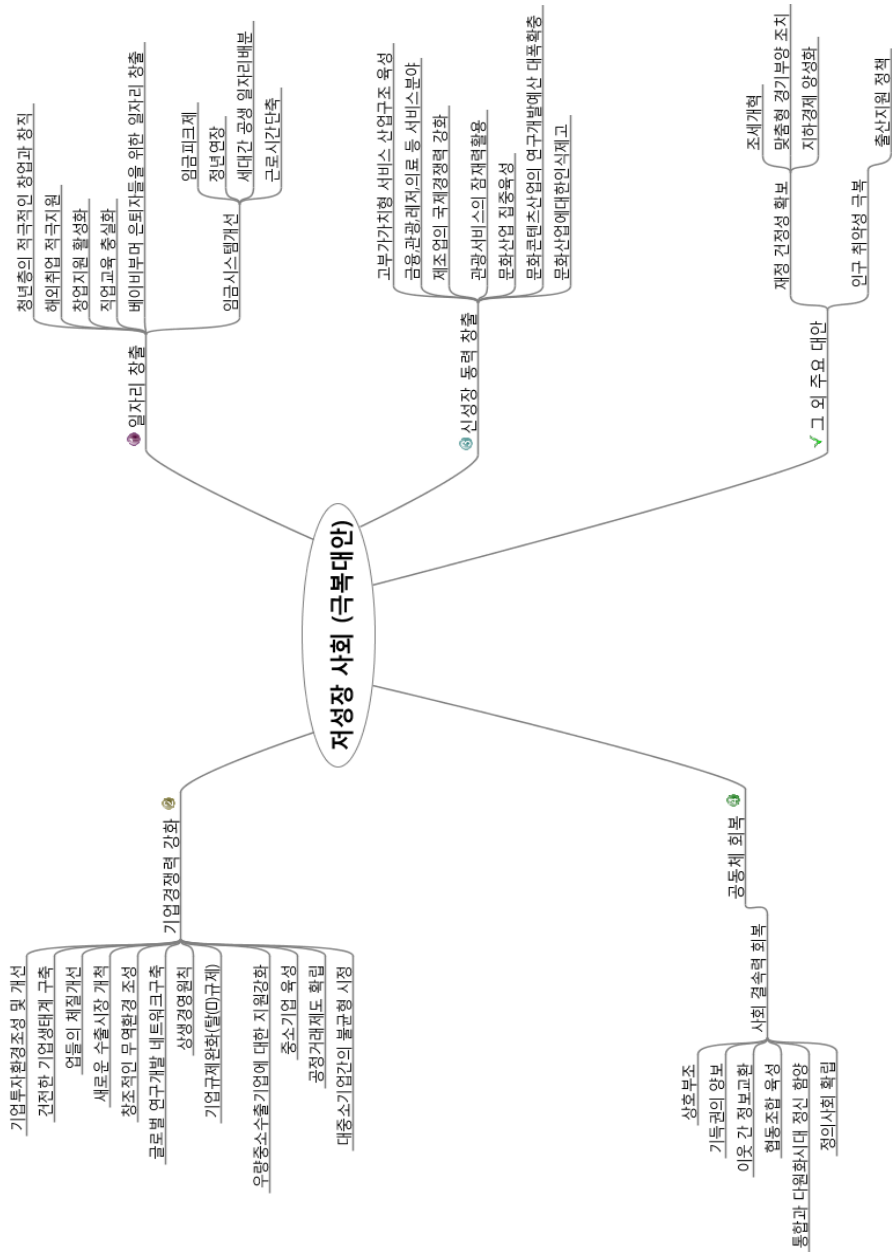 저성장 사회 (극복대안)
일자리 창출
청년층의 적극적인 창업과 창직
해외취업 적극지원
창업지원 활성화
직업교육 충실화
베이비부머 은퇴자들을 위한 일자리 창출
임금시스템개선
임금피크제
정년연장
세대간 공생 일자리배분
근로시간단축
기업경쟁력 강화
기업투자환경조성 및 개선
건전한 기업생태계 구축
업들의 체질개선
새로운 수출시장 개척
창조적인 무역환경 조성
글로벌 연구개발 네트워크구축
상생경영원칙
기업규제완화(탈(□)규제)
우량중소수출기업에 대한 지원강화
중소기업 육성
공정거래제도 확립
대중소기업간의 불균형 시정
신성장 동력 창출
고부가가치형 서비스 산업구조 육성
금융,관광,레저,의료 등 서비스분야
제조업의 국제경쟁력 강화
관광서비스의 잠재력활용
문화산업 집중육성
문화콘텐츠산업의 연구개발예산 대폭확충
문화산업에대한인식제고
공동체 회복
사회 결속력 회복
상호부조
기득권의 양보
이웃 간 정보교환
협동조합 육성
통합과 다원화시대 정신 함양
정의사회 확립
그 외 주요 대안
재정 건정성 확보
조세개혁
맞춤형 경기부양 조치
지하경제 양성화
인구 취약성 극복
출산지원 정책